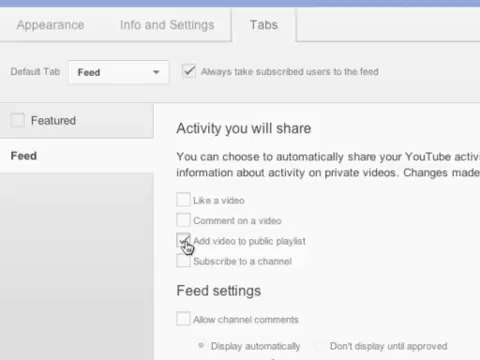 Appearance Info and Settings Tabs
Default Tab Feed Always take subscribed users to the feed
Featured
Feed
Activity you will share
You can choose to automatically share your YouTube activi
information about activity on private videos. Changes made
Like a video
Comment on a video
Add video to public playlist
Subscribe to a channel
Feed settings
Allow channel comments
Display automatically Don't display until approved